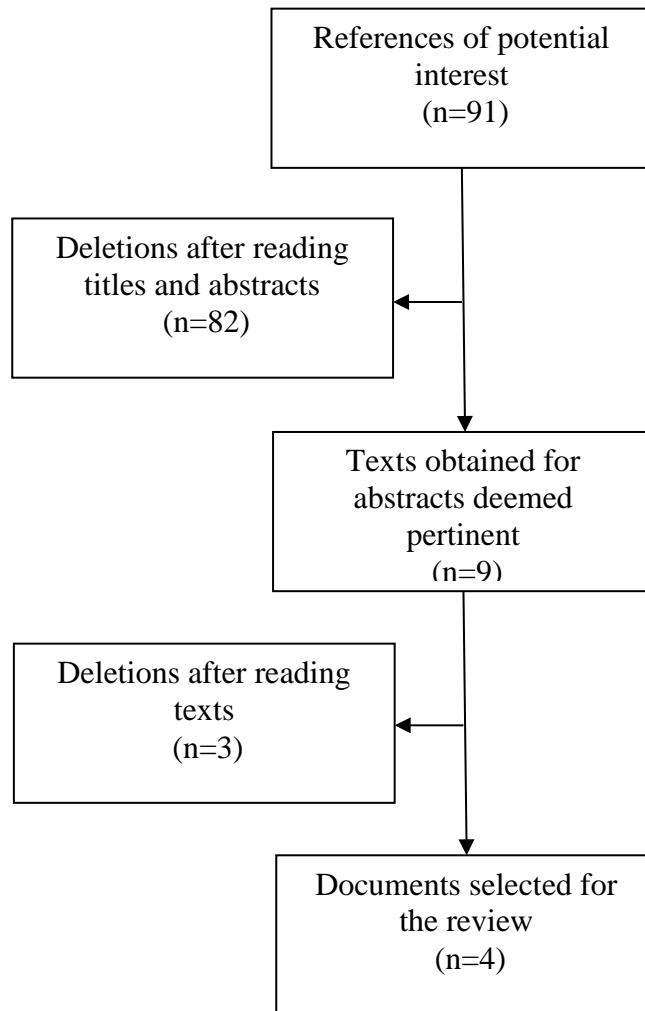 References of potential
interest
(n=91)
Deletions after reading
titles and abstracts
(n=82)
Texts obtained for
abstracts deemed
pertinent
(n=9)
Deletions after reading
texts
(n=3)
Documents selected for
the review
(n=4)